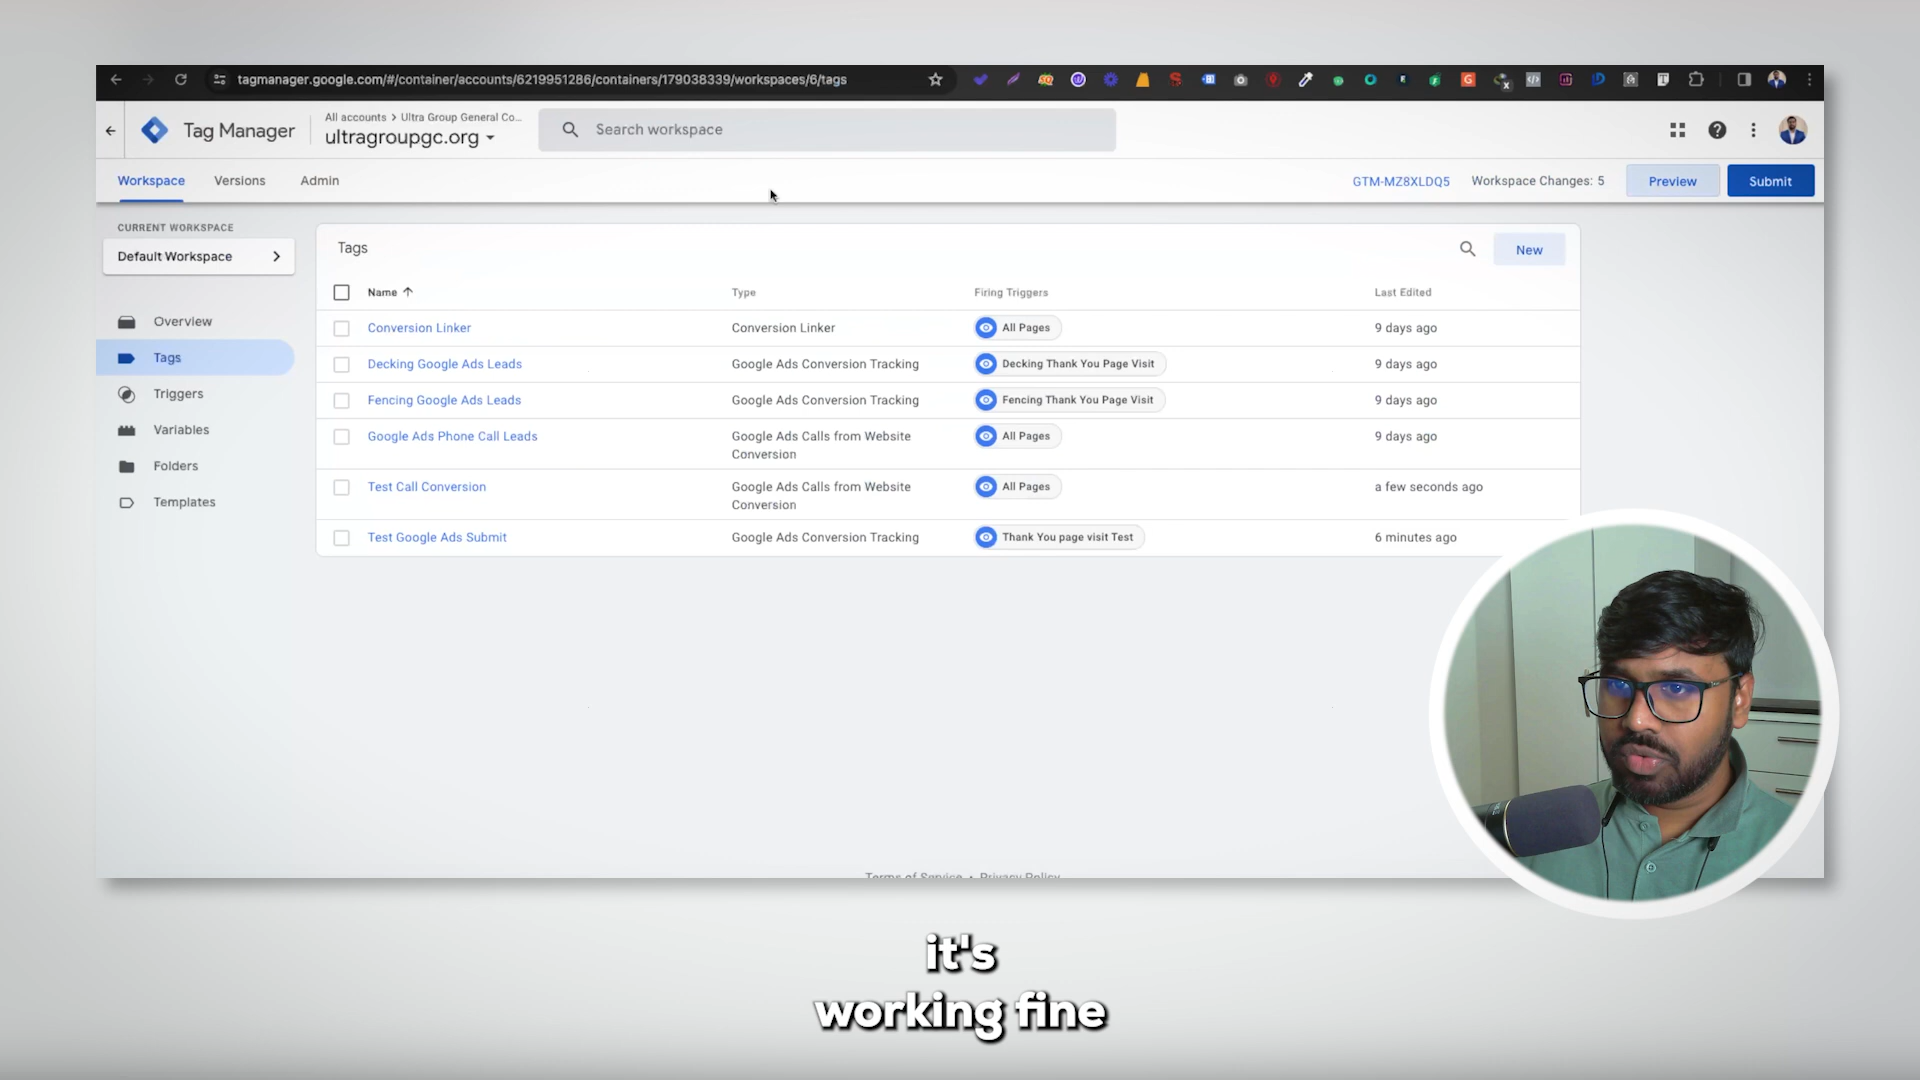 tagmanager.google.com/#/container/accounts/6219951286/containers/179038339/workspaces/6/tags
Tag Manager
All accounts > Ultra Group General Co...
ultragroupgc.org
Search workspace
Workspace
Versions
Admin
GTM-MZ8XLDQ5
Workspace Changes: 5
Preview
Submit
CURRENT WORKSPACE
Default Workspace
Overview
Tags
Triggers
Variables
Folders
Templates
Tags
New
Name
Type
Firing Triggers
Last Edited
Conversion Linker
Conversion Linker
All Pages
9 days ago
Decking Google Ads Leads
Google Ads Conversion Tracking
Decking Thank You Page Visit
9 days ago
Fencing Google Ads Leads
Google Ads Conversion Tracking
Fencing Thank You Page Visit
9 days ago
Google Ads Phone Call Leads
Google Ads Calls from Website
Conversion
All Pages
9 days ago
Test Call Conversion
Google Ads Calls from Website
Conversion
All Pages
a few seconds ago
Test Google Ads Submit
Google Ads Conversion Tracking
Thank You page visit Test
6 minutes ago
Terms of Service • Privacy Policy
it's
working fine